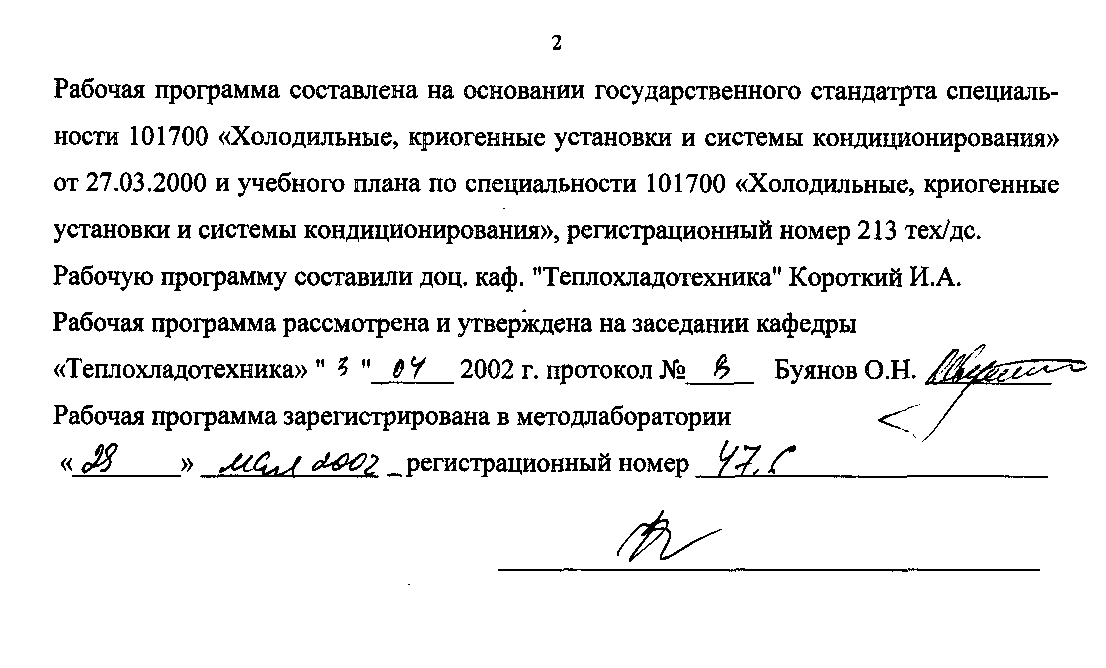 2
Рабочая программа составлена на основании государственного стандатрта специаль-
ности 101700 «Холодильные, криогенные установки и системы кондиционирования»
от 27.03.2000 и учебного плана по специальности 101700 «Холодильные, криогенные
установки и системы кондиционирования», регистрационный номер 213 тех/дс.
Рабочую программу составили доц. каф. "Теплохладотехника" Короткий И.А.
Рабочая программа рассмотрена и утверждена на заседании кафедры
«Теплохладотехника» " 3 " 04 2002 г. протокол № Буянов О.Н.
Рабочая программа зарегистрирована в методлаборатории
« 28 » мая 2002 регистрационный номер